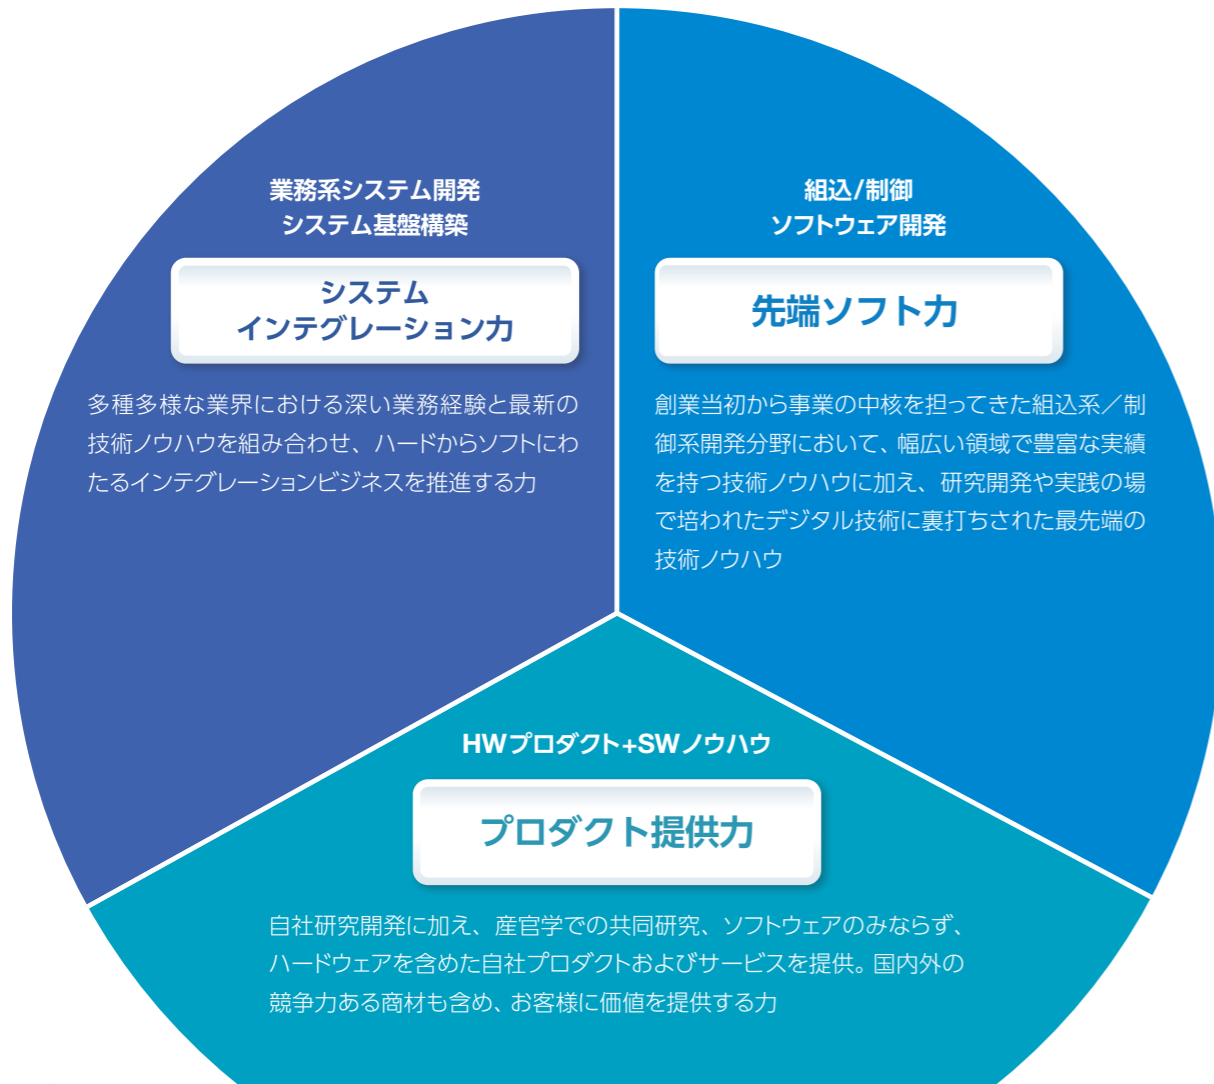 業務系システム開発
システム基盤構築
システム
インテグレーション力
多種多様な業界における深い業務経験と最新の
技術ノウハウを組み合わせ、ハードからソフトにわ
たるインテグレーションビジネスを推進する力
組込/制御
ソフトウェア開発
先端ソフト力
創業当初から事業の中核を担ってきた組込系／制
御系開発分野において、幅広い領域で豊富な実績
を持つ技術ノウハウに加え、研究開発や実践の場
で培われたデジタル技術に裏打ちされた最先端の
技術ノウハウ
HWプロダクト+SWノウハウ
プロダクト提供力
自社研究開発に加え、産官学での共同研究、ソフトウェアのみならず、
ハードウェアを含めた自社プロダクトおよびサービスを提供。国内外の
競争力ある商材も含め、お客様に価値を提供する力